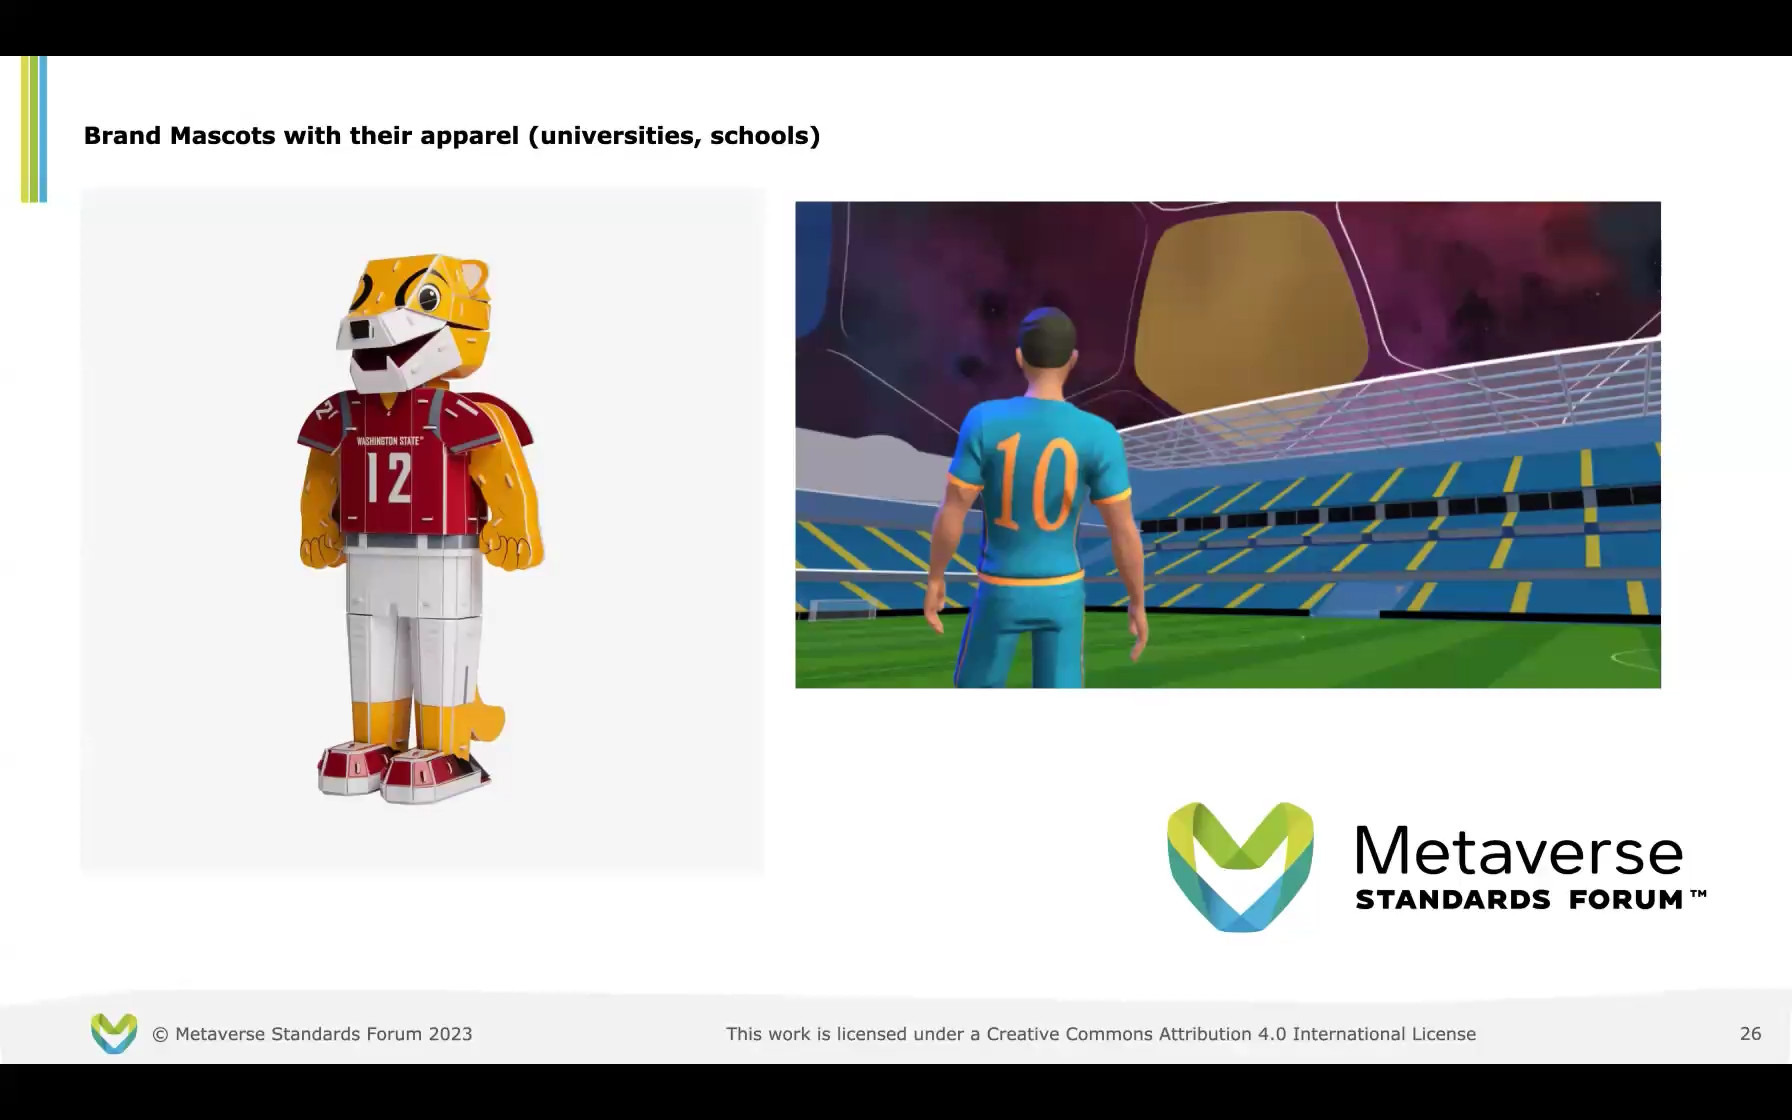 Brand Mascots with their apparel (universities, schools)
WASHINGTON STATE
12
10
Metaverse
STANDARDS FORUM™
© Metaverse Standards Forum 2023
This work is licensed under a Creative Commons Attribution 4.0 International License
26